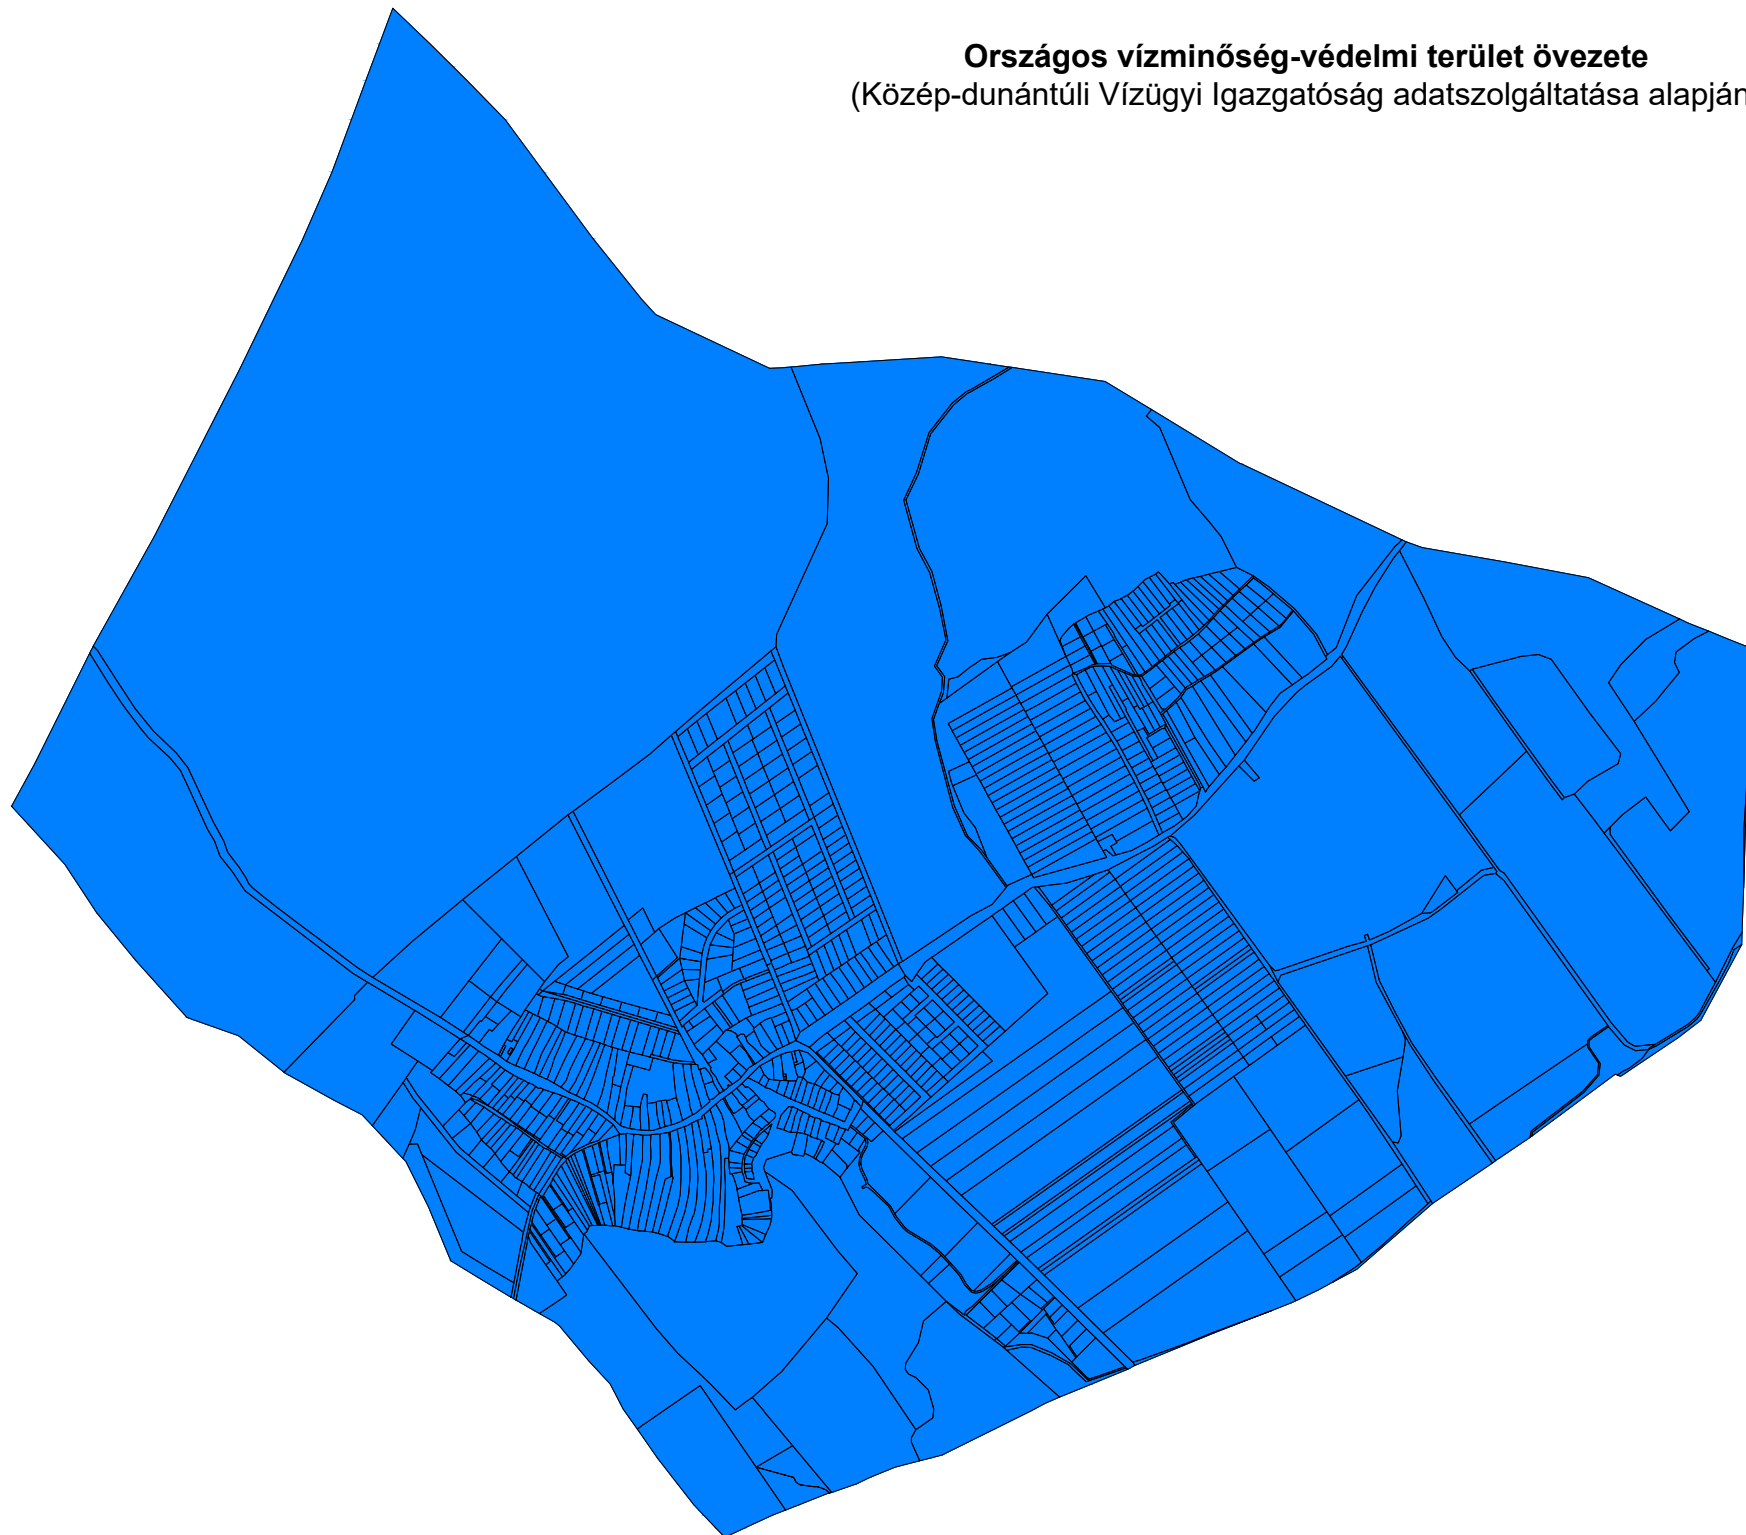 Országos vízminőség-védelmi terület övezete
(Közép-dunántúli Vízügyi Igazgatóság adatszolgáltatása alapján